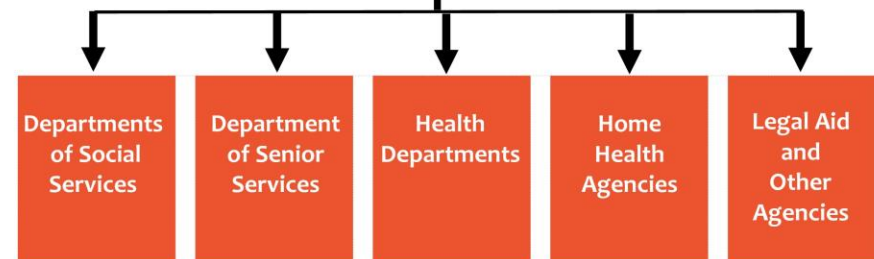 Departments
of Social
Services
Department
of Senior
Services
Health
Departments
Home
Health
Agencies
Legal Aid
and
Other
Agencies